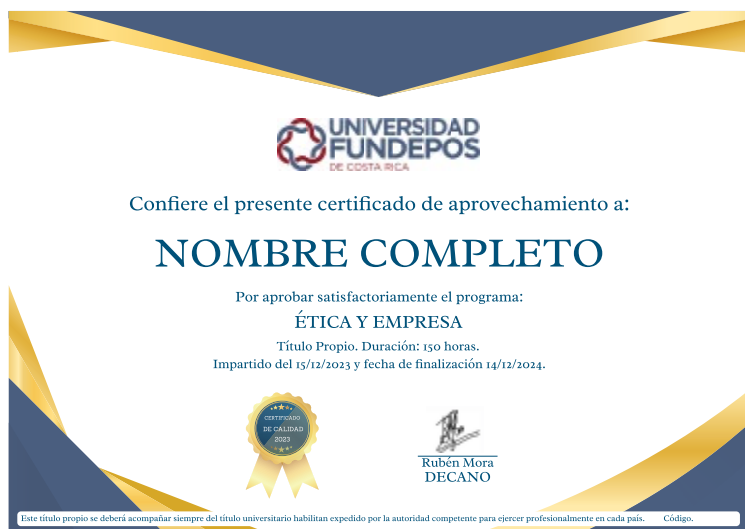 UNIVERSIDAD
FUNDEPOS
DE COSTA RICA
Confiere el presente certificado de aprovechamiento a:
NOMBRE COMPLETO
Por aprobar satisfactoriamente el programa:
ÉTICA Y EMPRESA
Título Propio. Duración: 150 horas.
Impartido del 15/12/2023 y fecha de finalización 14/12/2024.
CERTIFICADO
DE CALIDAD
2023
Rubén Mora
DECANO
Este título propio se deberá acompañar siempre del título universitario habilitan expedido por la autoridad competente para ejercer profesionalmente en cada país. Código.